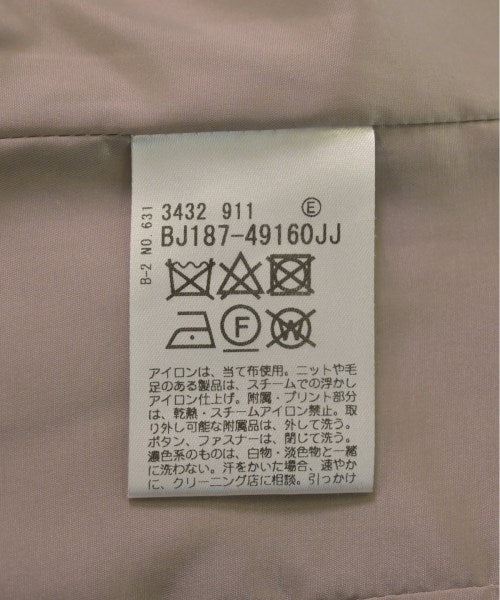 B-2 NO.631
3432 911 Ⓔ
BJ187-49160JJ
F W
アイロンは、当て布使用。ニットや毛
足のある製品は、スチームでの浮かし
アイロン仕上げ。附属・プリント部分
は、乾熱・スチームアイロン禁止。取
り外し可能な附属品は、外して洗う。
ボタン、ファスナーは、閉じて洗う。
濃色系のものは、白物・淡色物と一緒
に洗わない。汗をかいた場合、速やか
に、クリーニング店に相談。引っかけ